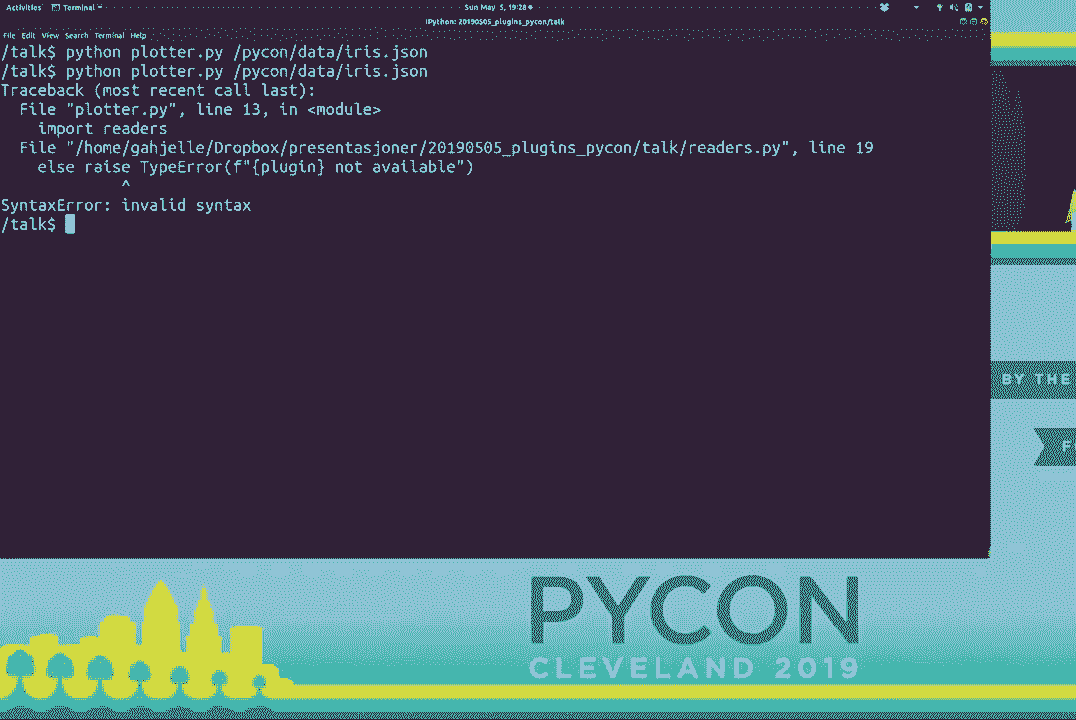 Activities Terminal Sun May 5, 19:28
IPython: 20190505_plugins_pycon/talk
File Edit View Search Terminal Help
/talk$ python plotter.py /pycon/data/iris.json
/talk$ python plotter.py /pycon/data/iris.json
Traceback (most recent call last):
  File "plotter.py", line 13, in <module>
    import readers
  File "/home/gahjelle/Dropbox/presentasjoner/20190505_plugins_pycon/talk/readers.py", line 19
    else raise TypeError(f"{plugin} not available")
             ^
SyntaxError: invalid syntax
/talk$
BY THE
F
PYCON
CLEVELAND 2019